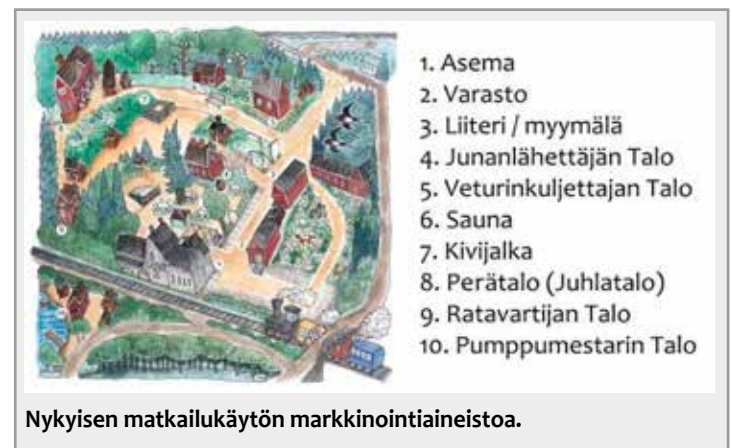 1. Asema
2. Varasto
3. Liiteri / myymälä
4. Junanlähettäjän Talo
5. Veturinkuljettajan Talo
6. Sauna
7. Kivijalka
8. Perätalo (Juhlatalo)
9. Ratavartijan Talo
10. Pumppumestarin Talo
Nykyisen matkailukäytön markkinointiaineistoa.